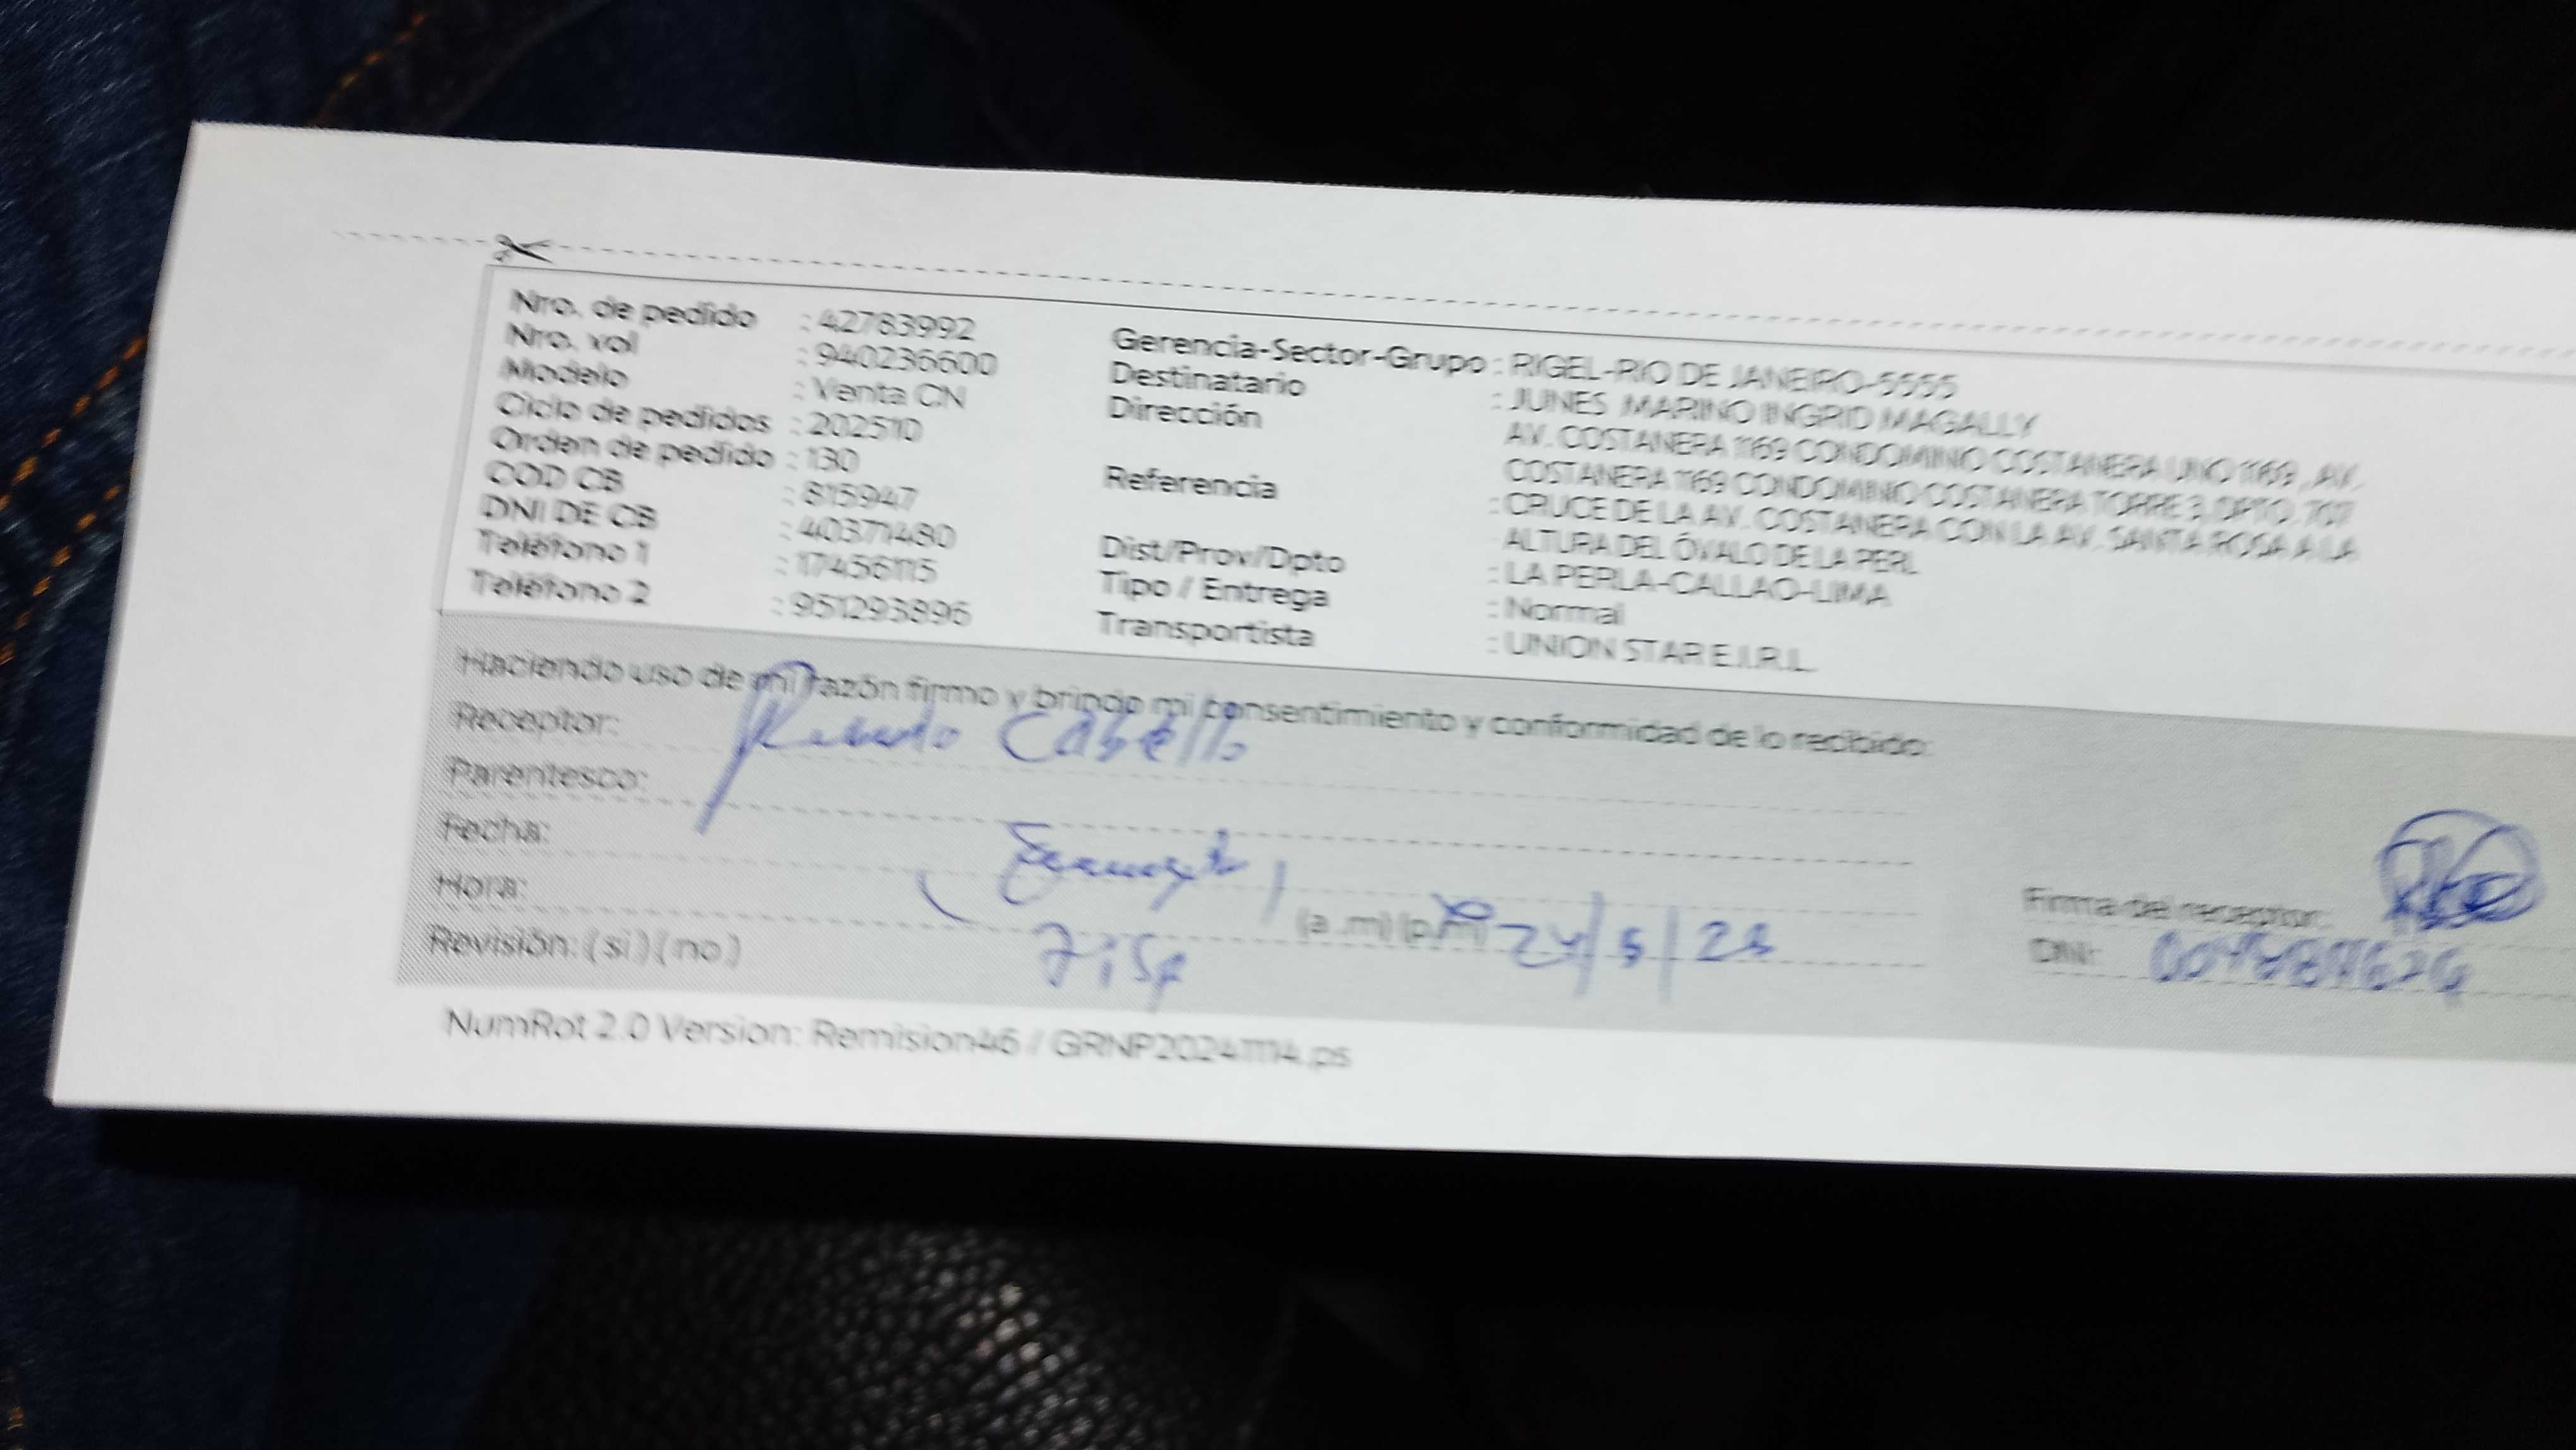 Nro. de pedido : 42783992
Nro. vol : 940236600
Modelo : Venta CN
Ciclo de pedidos : 202510
Orden de pedido : 130
COD CB : 815947
DNI DE CB : 40371480
Teléfono 1 : 17456115
Teléfono 2 : 951293896
Gerencia-Sector-Grupo : RIGEL-RIO DE JANEIRO-5555
Destinatario : JUNES MARINO INGRID MAGALLY
Dirección
AV. COSTANERA 1169 CONDOMINIO COSTANERA UNO 1169 , AV.
COSTANERA 1169 CONDOMINIO COSTANERA TORRE 3 DPTO. 707
Referencia : CRUCE DE LA AV. COSTANERA CON LA AV. SANTA ROSA A LA
ALTURA DEL ÓVALO DE LA PERL
Dist/Prov/Dpto : LA PERLA-CALLAO-LIMA
Tipo / Entrega : Normal
Transportista : UNION STAR E.I.R.L.
Haciendo uso de mi razón firmo y brindo mi consentimiento y conformidad de lo recibido:
Receptor: Cabello
Parentesco:
Fecha:
Hora: (a.m) (p.m)
Revisión: ( si ) ( no )
Firma del receptor:
DNI:
NumRot 2.0 Version: Remision46 / GRNP20241114.ps